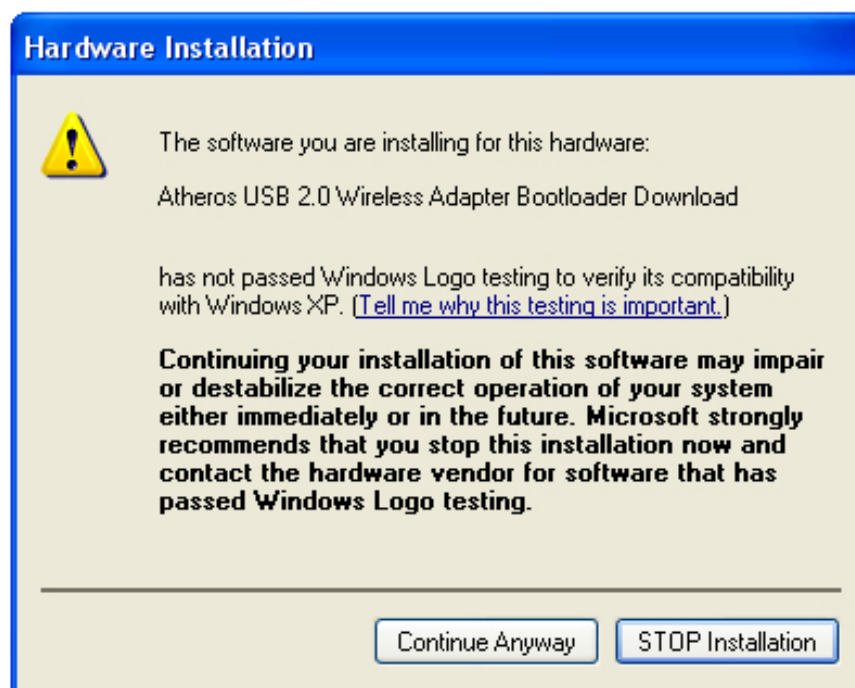 Hardware Installation
The software you are installing for this hardware:
Atheros USB 2.0 Wireless Adapter Bootloader Download
has not passed Windows Logo testing to verify its compatibility
with Windows XP. (Tell me why this testing is important.)
Continuing your installation of this software may impair
or destabilize the correct operation of your system
either immediately or in the future. Microsoft strongly
recommends that you stop this installation now and
contact the hardware vendor for software that has
passed Windows Logo testing.
Continue Anyway
STOP Installation